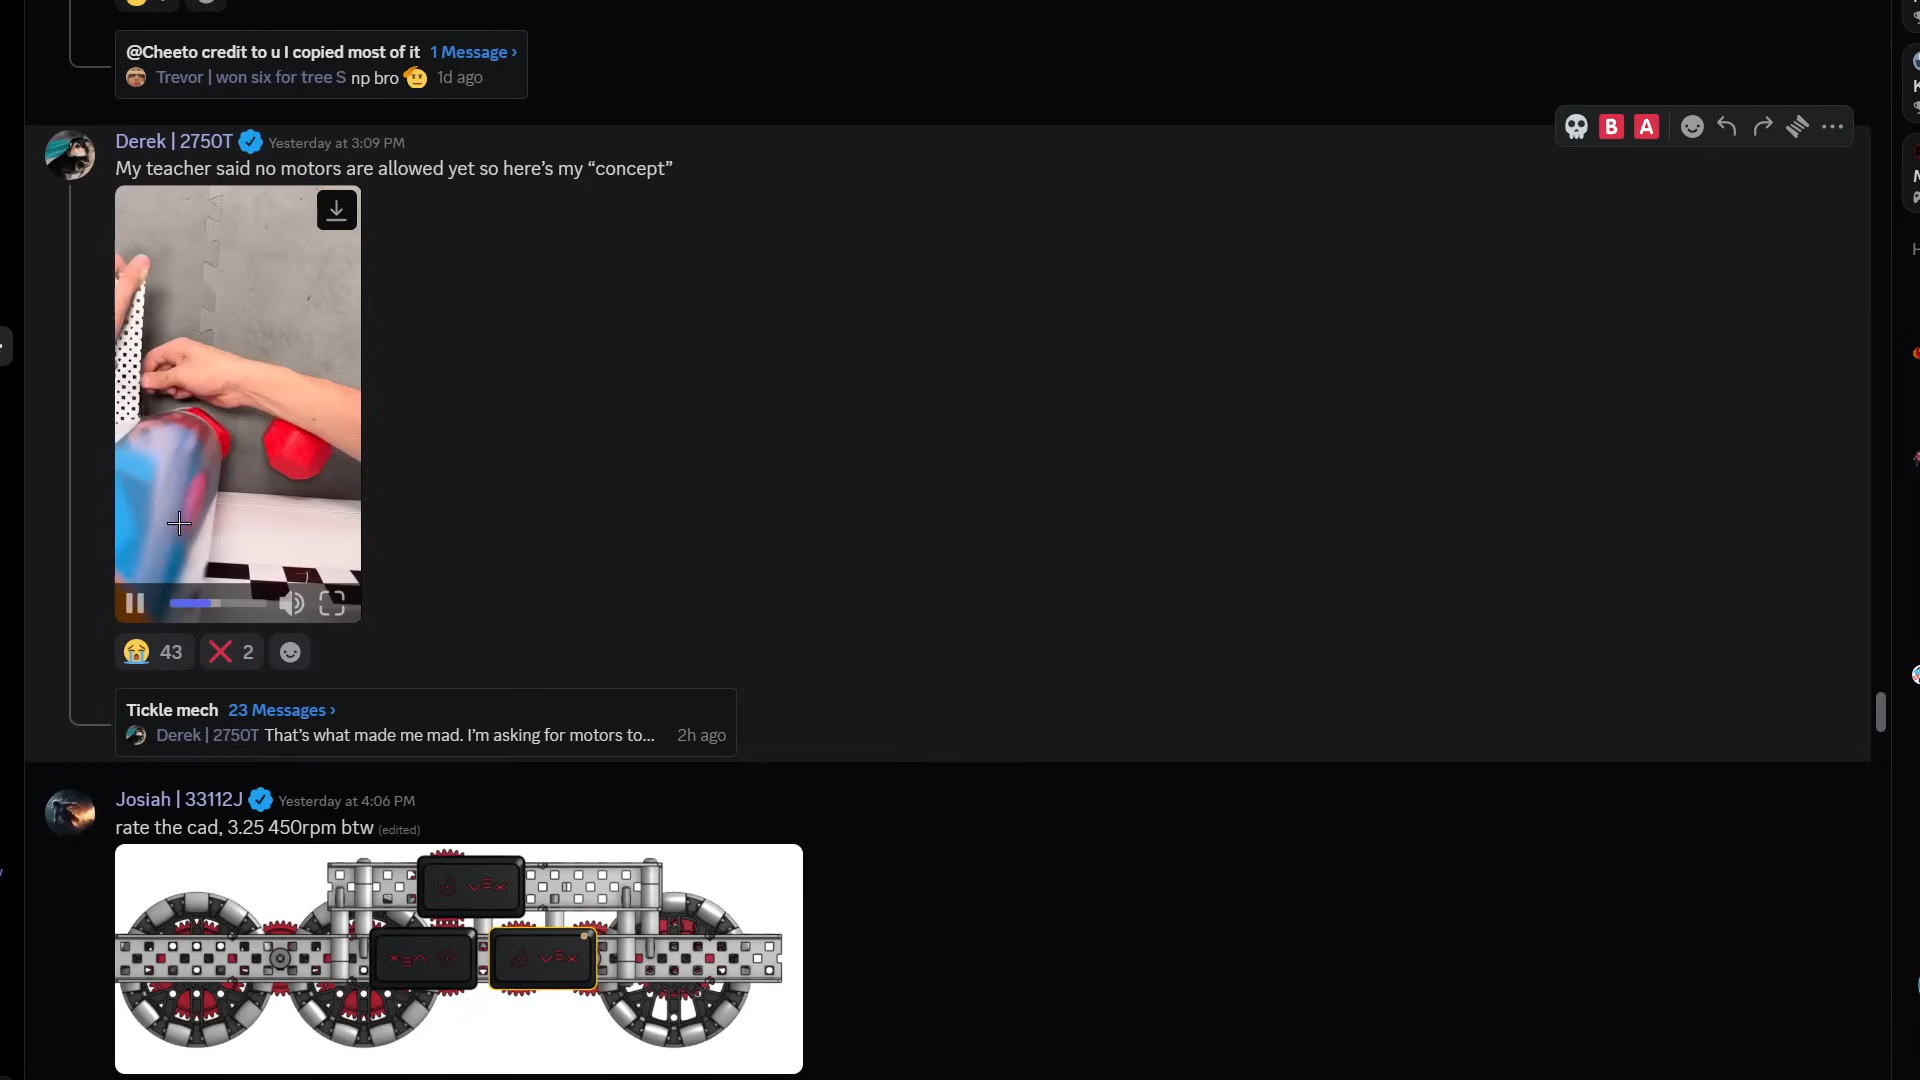 @Cheeto credit to u I copied most of it 1 Message ›
Trevor | won six for tree S np bro 1d ago
Derek | 2750T Yesterday at 3:09 PM
B A
My teacher said no motors are allowed yet so here’s my “concept”
43 2
Tickle mech 23 Messages ›
Derek | 2750T That’s what made me mad. I’m asking for motors to... 2h ago
Josiah | 33112J Yesterday at 4:06 PM
rate the cad, 3.25 450rpm btw (edited)
VEX
VEX VEX